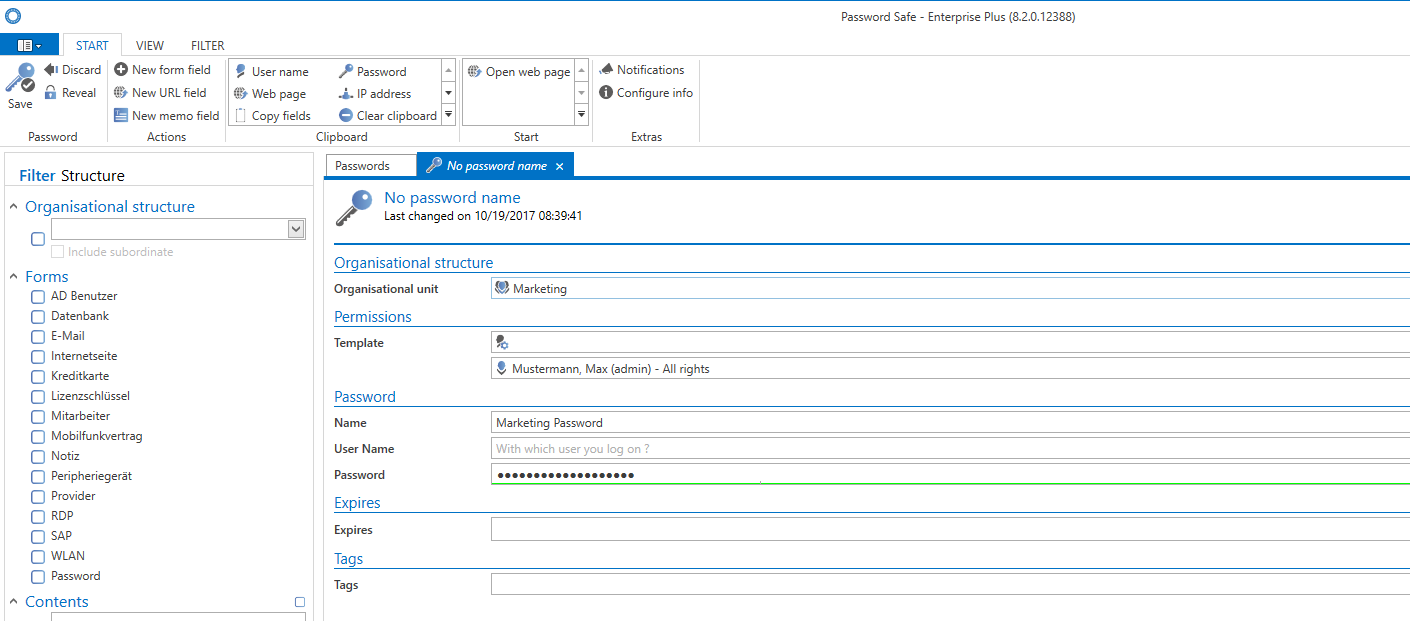 Password Safe - Enterprise Plus (8.2.0.12388)
START VIEW FILTER
Save
Discard
Reveal
Password
New form field
New URL field
New memo field
Actions
User name Password
Web page IP address
Copy fields Clear clipboard
Clipboard
Open web page
Start
Notifications
Configure info
Extras
Filter Structure
Organisational structure
Include subordinate
Forms
AD Benutzer
Datenbank
E-Mail
Internetseite
Kreditkarte
Lizenzschlüssel
Mitarbeiter
Mobilfunkvertrag
Notiz
Peripheriegerät
Provider
RDP
SAP
WLAN
Password
Contents
Passwords No password name
No password name
Last changed on 10/19/2017 08:39:41
Organisational structure
Organisational unit Marketing
Permissions
Template
Mustermann, Max (admin) - All rights
Password
Name Marketing Password
User Name With which user you log on ?
Password ●●●●●●●●●●●●●●●●●●●
Expires
Expires
Tags
Tags